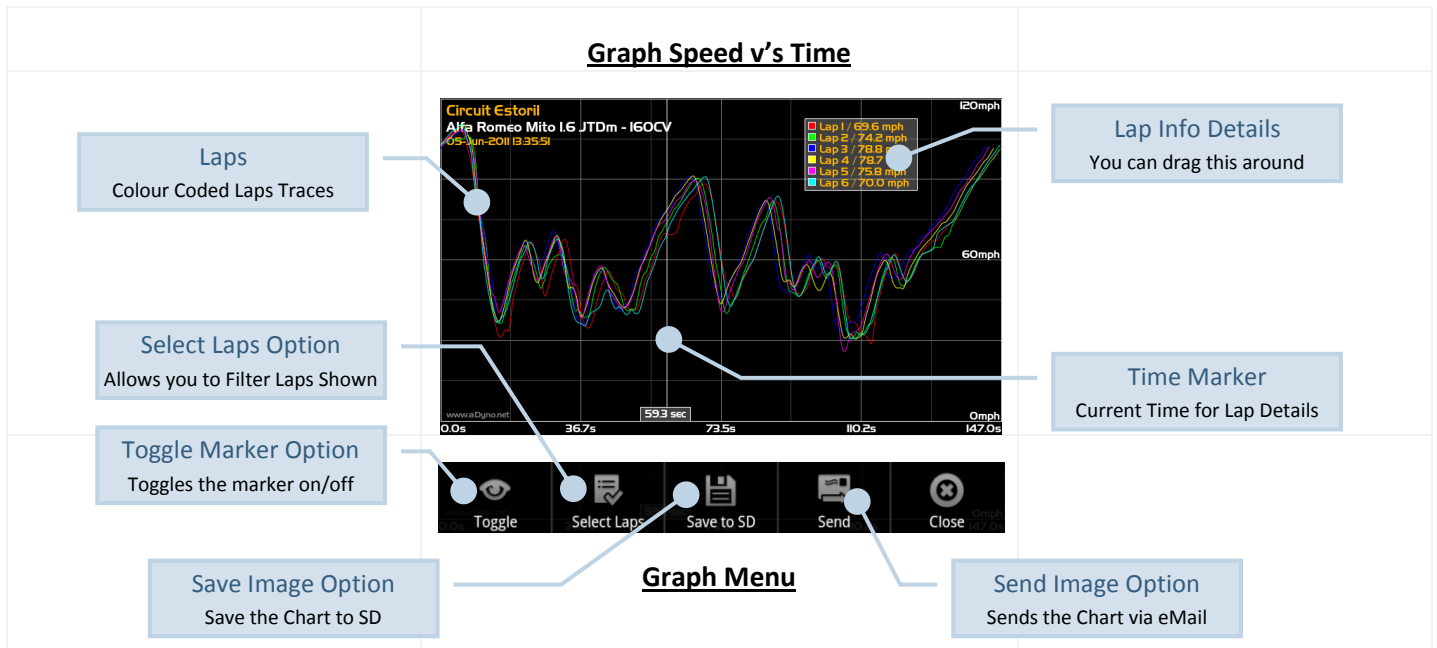 Graph Speed v's Time
Circuit Estoril
Alfa Romeo Mito 1.6 JTDm - 160CV
05-Jun-2011 13:35:51
120mph
Lap 1 / 69.6 mph
Lap 2 / 74.2 mph
Lap 3 / 78.8
Lap 4 / 78.7
Lap 5 / 75.8 mph
Lap 6 / 70.0 mph
Laps
Colour Coded Laps Traces
Lap Info Details
You can drag this around
60mph
Select Laps Option
Allows you to Filter Laps Shown
Time Marker
Current Time for Lap Details
www.aDyno.net
59.3 sec
0mph
0.0s 36.7s 73.5s 110.2s 147.0s
Toggle Marker Option
Toggles the marker on/off
Toggle Select Laps Save to SD Send Close
0.0s
0mph
147.0s
Save Image Option
Save the Chart to SD
Graph Menu
Send Image Option
Sends the Chart via eMail